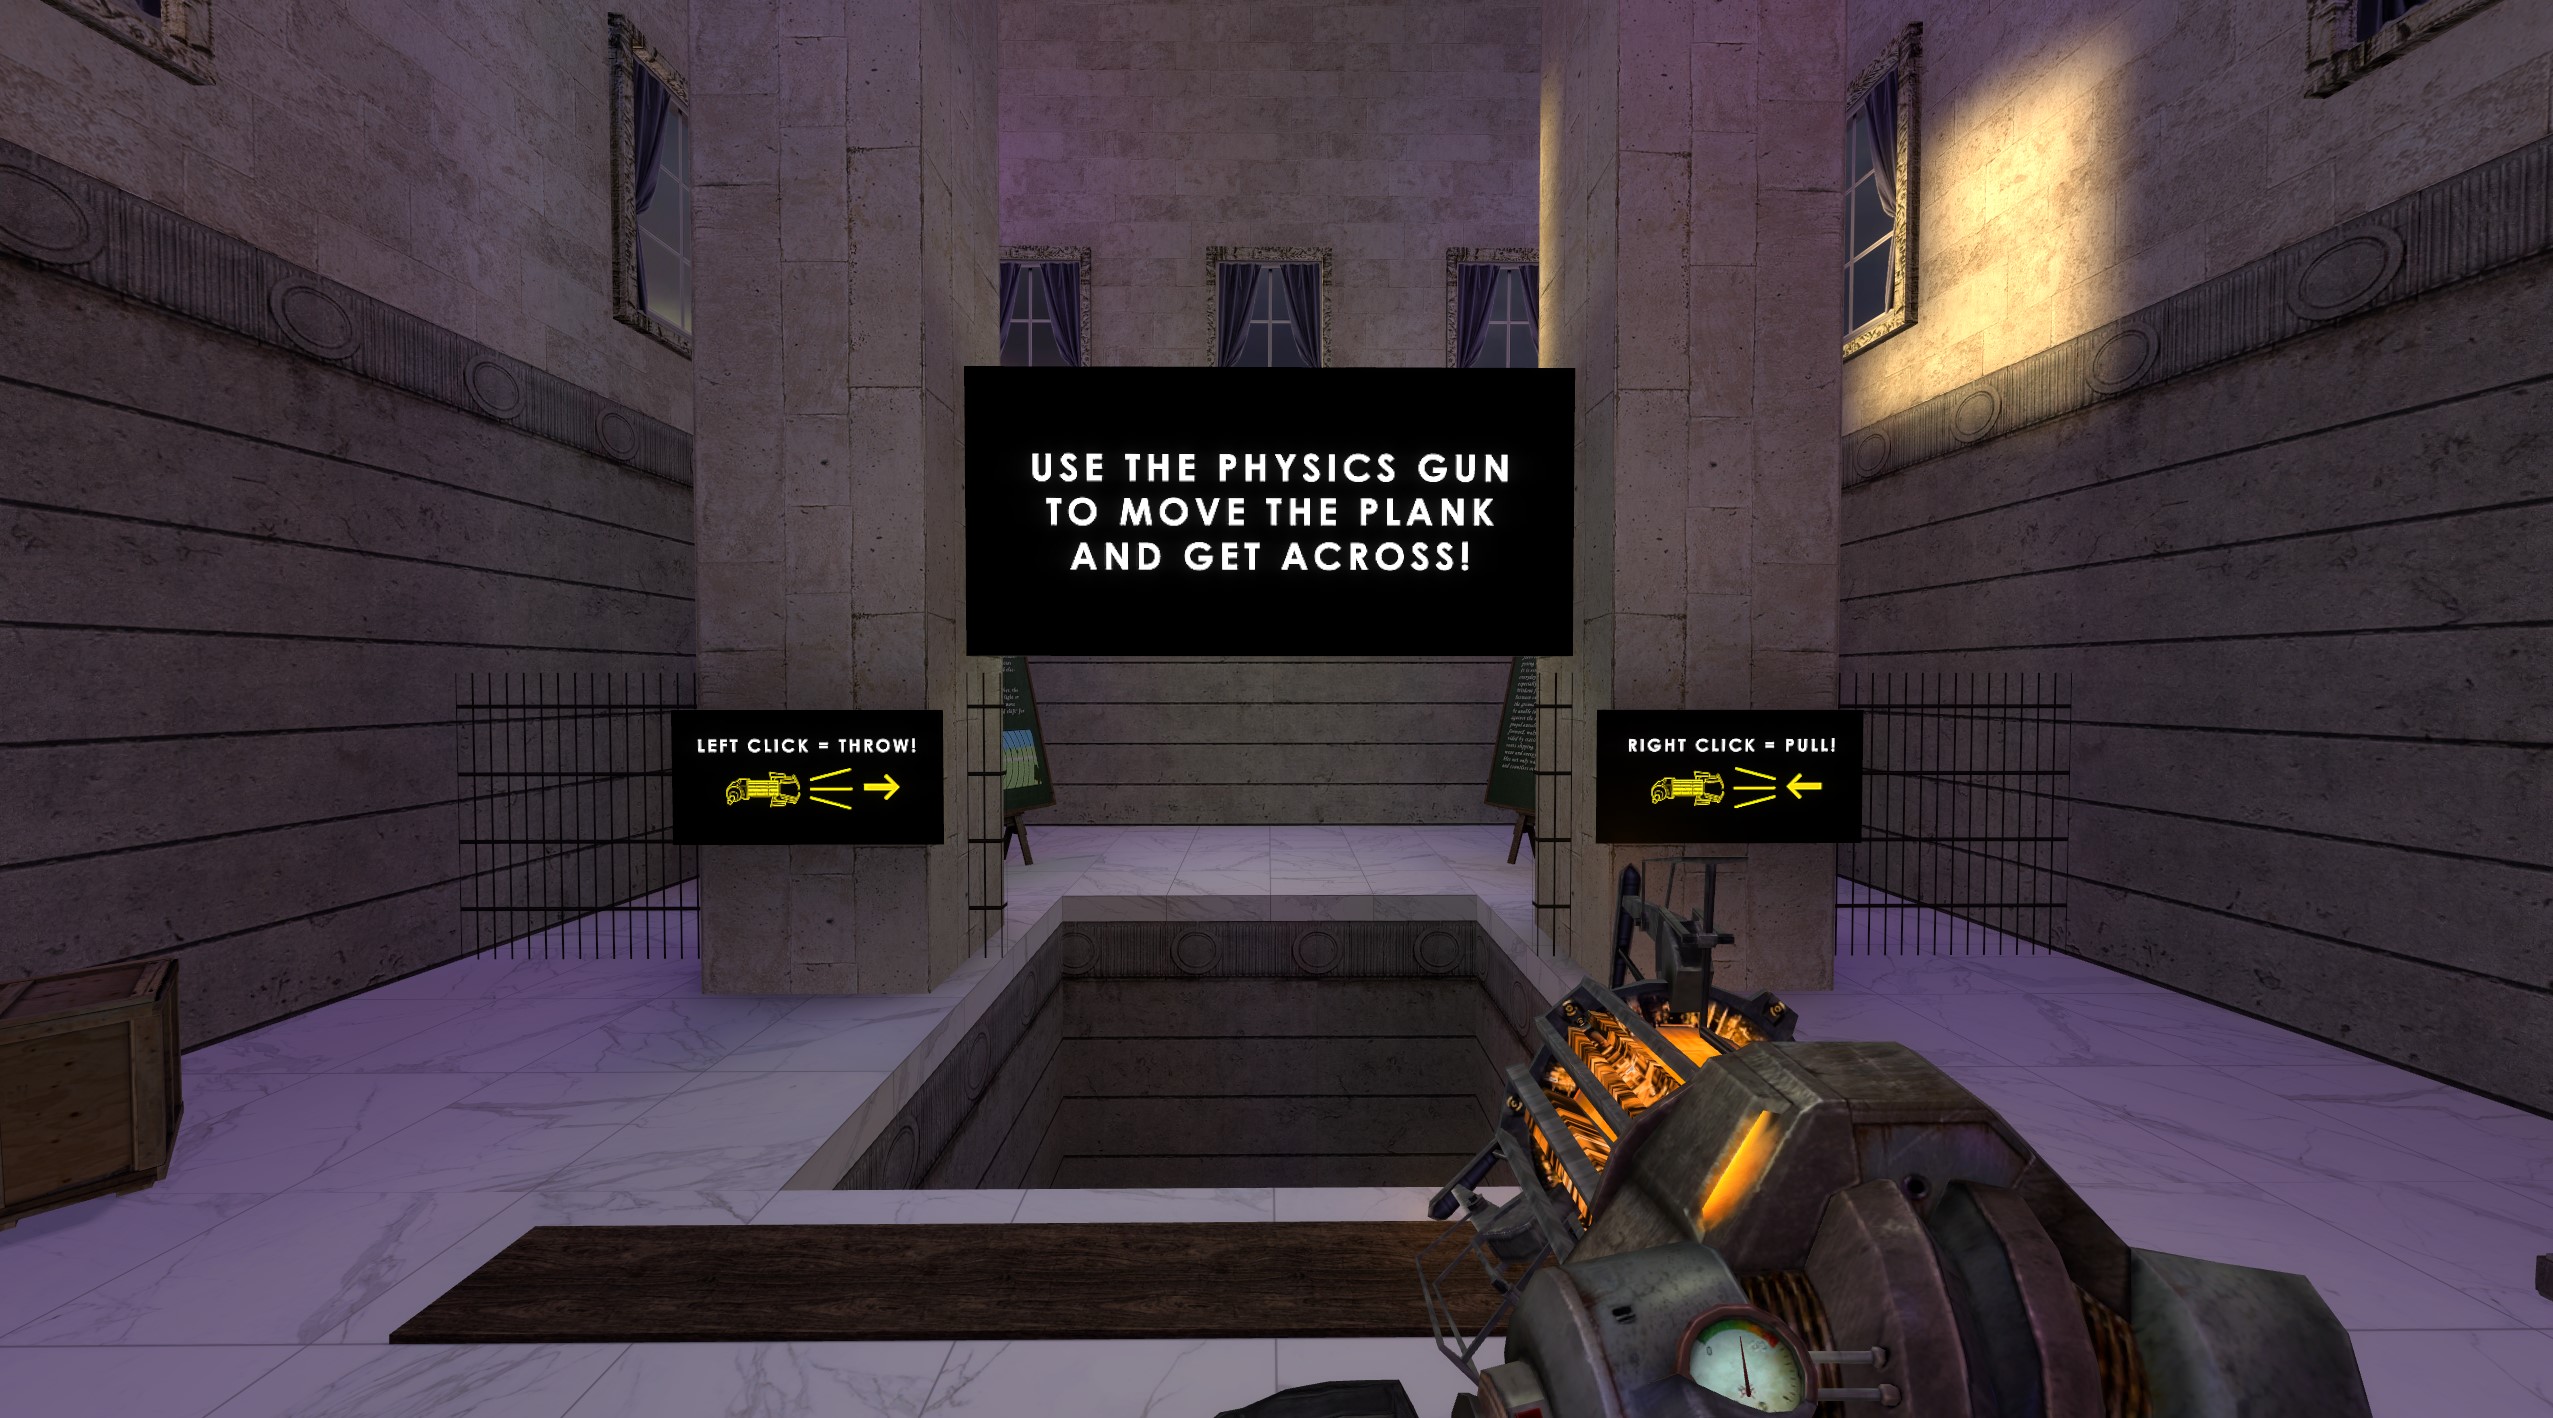 USE THE PHYSICS GUN
TO MOVE THE PLANK
AND GET ACROSS!
LEFT CLICK = THROW!
RIGHT CLICK = PULL!